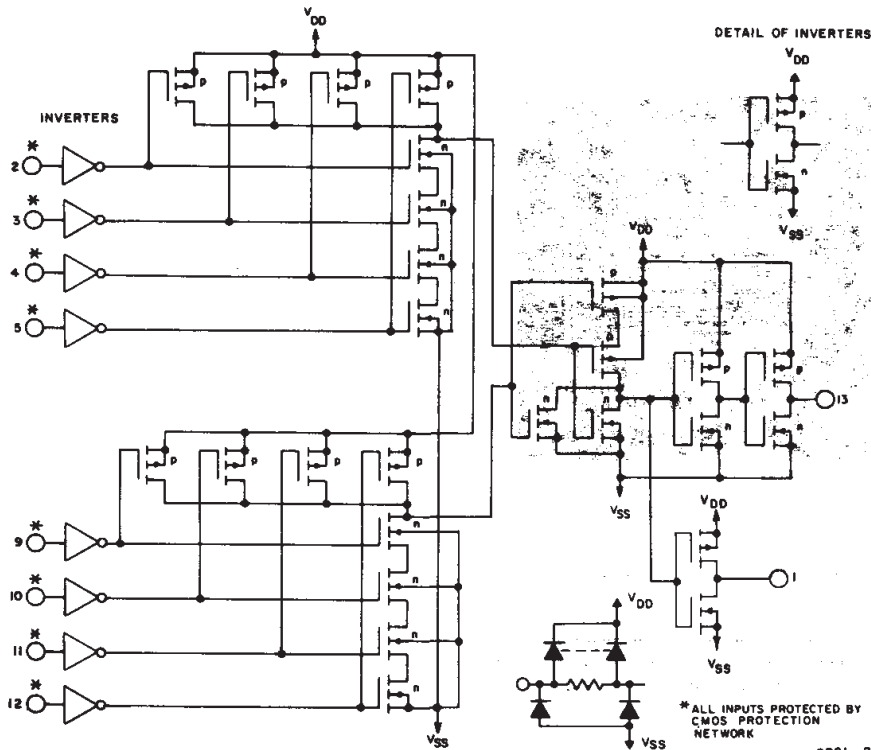 VDD
DETAIL OF INVERTERS
VDD
p
p
p
p
p
INVERTERS
*
2
n
n
*
3
n
VSS
*
4
n
VDD
p
*
5
p
p
p
n
n
13
n
n
p
p
p
p
VSS
VDD
n
*
9
n
1
*
10
n
VDD
*
11
VSS
n
*
12
* ALL INPUTS PROTECTED BY
CMOS PROTECTION
NETWORK
VSS
VSS